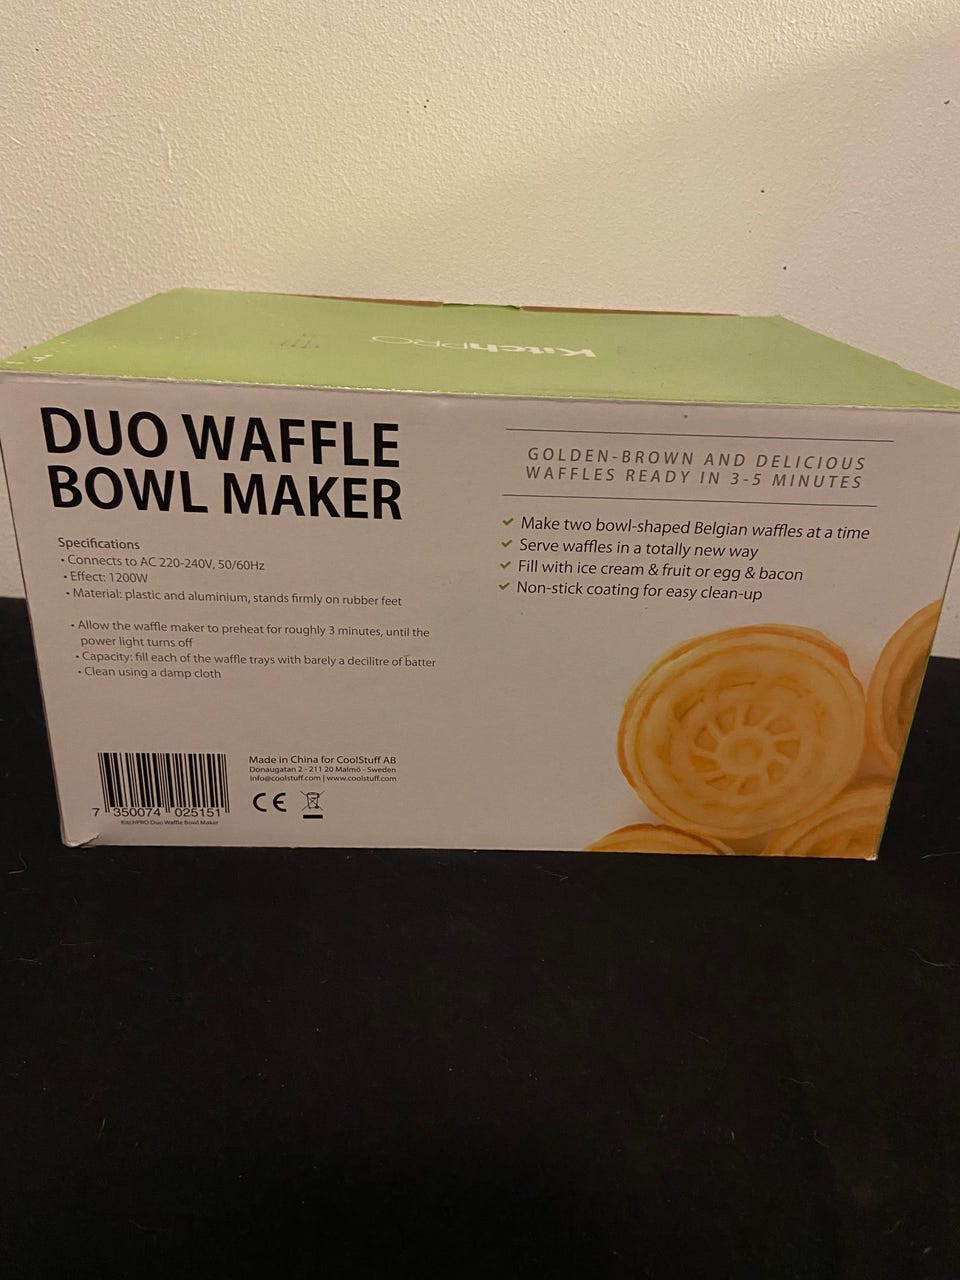 KitchPRO
DUO WAFFLE
BOWL MAKER
Specifications
• Connects to AC 220-240V, 50/60Hz
• Effect: 1200W
• Material: plastic and aluminium, stands firmly on rubber feet
• Allow the waffle maker to preheat for roughly 3 minutes, until the
power light turns off
• Capacity: fill each of the waffle trays with barely a decilitre of batter
• Clean using a damp cloth
GOLDEN-BROWN AND DELICIOUS
WAFFLES READY IN 3-5 MINUTES
✓ Make two bowl-shaped Belgian waffles at a time
✓ Serve waffles in a totally new way
✓ Fill with ice cream & fruit or egg & bacon
✓ Non-stick coating for easy clean-up
7 350074 025151
KitchPRO Duo Waffle Bowl Maker
Made in China for CoolStuff AB
Donaugatan 2 - 211 20 Malmö - Sweden
info@coolstuff.com | www.coolstuff.com
CE